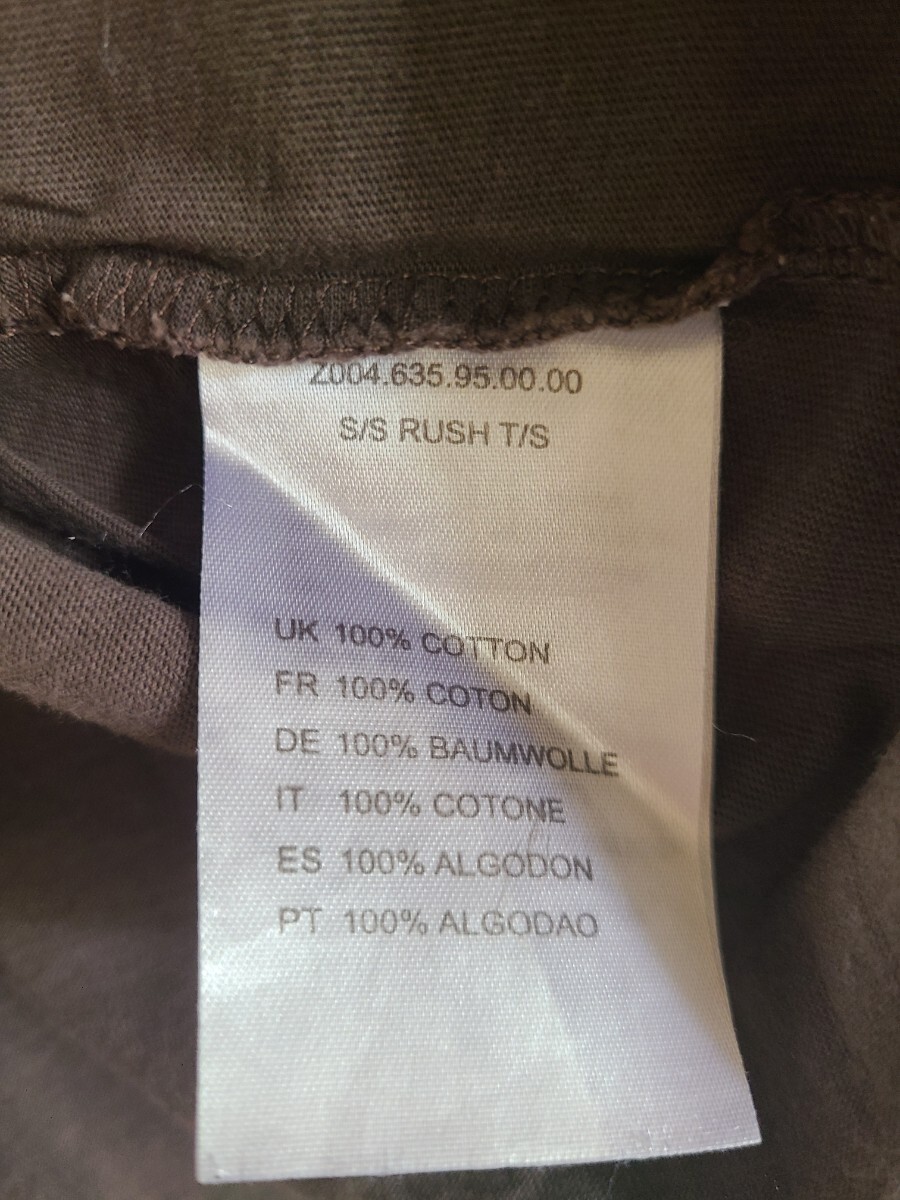 Z004.635.95.00.00
S/S RUSH T/S
UK 100% COTTON
FR 100% COTON
DE 100% BAUMWOLLE
IT 100% COTONE
ES 100% ALGODON
PT 100% ALGODAO